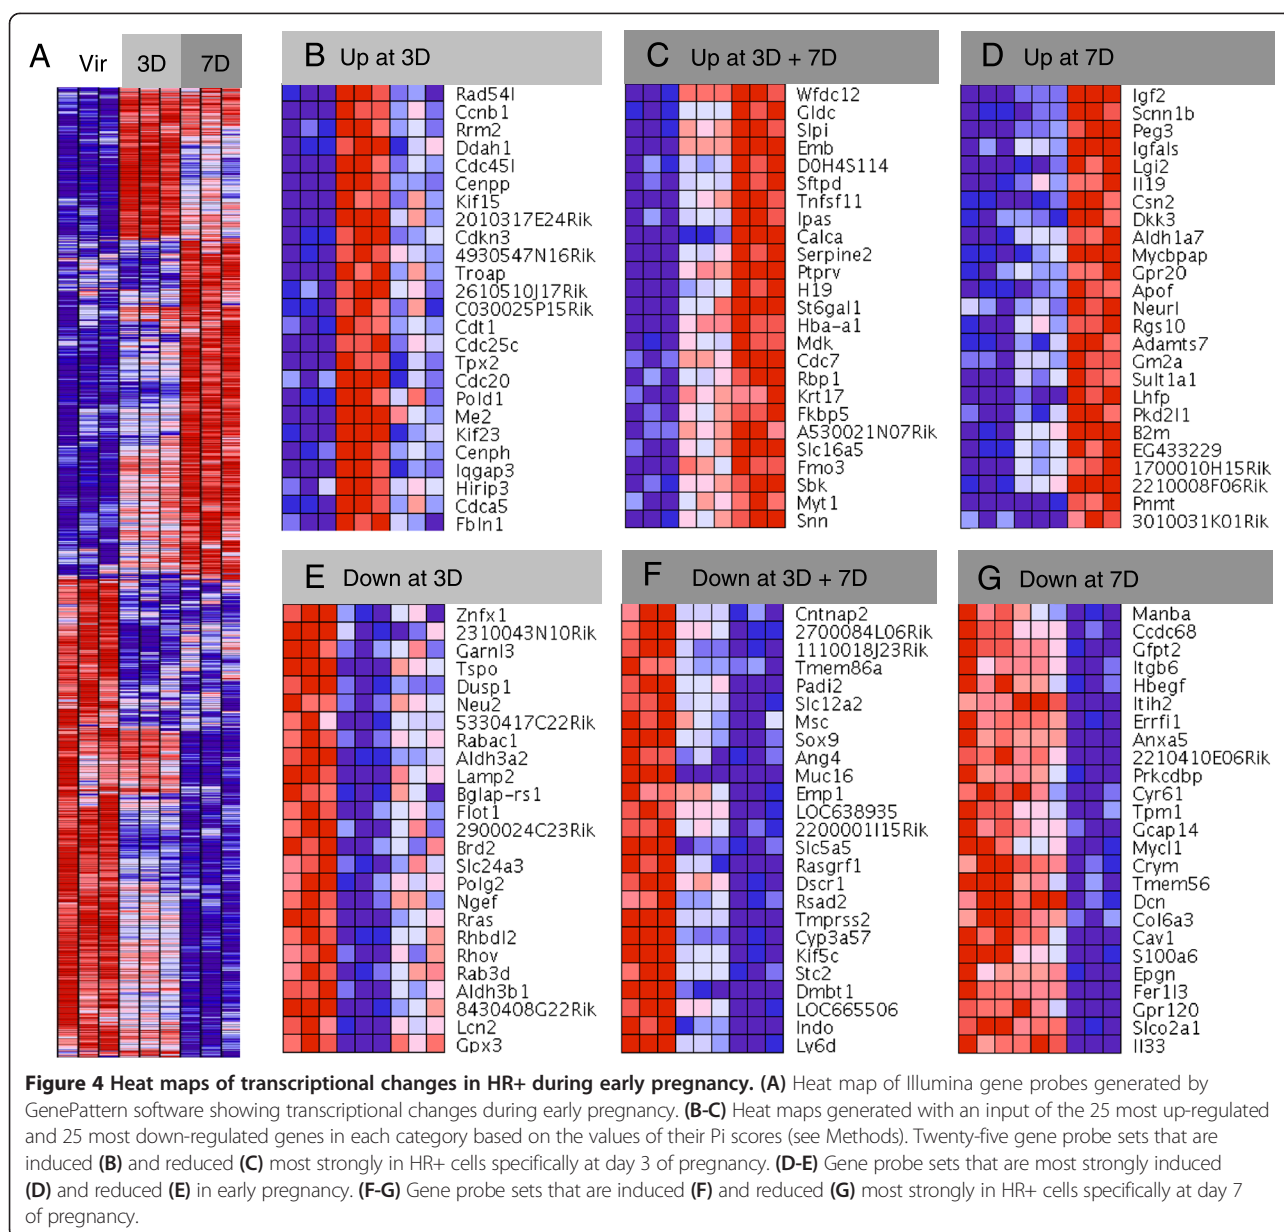 A
Vir 3D 7D
B Up at 3D
Rad54l
Ccnb1
Rrm2
Ddah1
Cdc45l
Cenpp
Kif15
2010317E24Rik
Cdkn3
4930547N16Rik
Troap
2610510J17Rik
C030025P15Rik
Cdt1
Cdc25c
Tpx2
Cdc20
Pold1
Me2
Kif23
Cenph
Iqgap3
Hirip3
Cdca5
Fbln1
C Up at 3D + 7D
Wfdc12
Gldc
Slpi
Emb
D0H4S114
Sftpd
Tnfsf11
Ipas
Calca
Serpine2
Ptprv
H19
St6gal1
Hba-a1
Mdk
Cdc7
Rbp1
Krt17
Fkbp5
A530021N07Rik
Slc16a5
Fmo3
Sbk
Myt1
Snn
D Up at 7D
Igf2
Scnn1b
Peg3
Igfals
Lgi2
Il19
Csn2
Dkk3
Aldh1a7
Mycbpap
Gpr20
Apof
Neurl
Rgs10
Adamts7
Gm2a
Sult1a1
Lhfp
Pkd2l1
B2m
EG433229
1700010H15Rik
2210008F06Rik
Pnmt
3010031K01Rik
E Down at 3D
Znfx1
2310043N10Rik
Garnl3
Tspo
Dusp1
Neu2
5330417C22Rik
Rabac1
Aldh3a2
Lamp2
Bglap-rs1
Flot1
2900024C23Rik
Brd2
Slc24a3
Polg2
Ngef
Rras
Rhbdl2
Rhov
Rab3d
Aldh3b1
8430408G22Rik
Lcn2
Gpx3
F Down at 3D + 7D
Cntnap2
2700084L06Rik
1110018J23Rik
Tmem86a
Padi2
Slc12a2
Msc
Sox9
Ang4
Muc16
Emp1
LOC638935
2200001I15Rik
Slc5a5
Rasgrf1
Dscr1
Rsad2
Tmprss2
Cyp3a57
Kif5c
Stc2
Dmbt1
LOC665506
Indo
Ly6d
G Down at 7D
Manba
Ccdc68
Gfpt2
Itgb6
Hbegf
Itih2
Errfi1
Anxa5
2210410E06Rik
Prkcdbp
Cyr61
Tpm1
Gcap14
Mycl1
Crym
Tmem56
Dcn
Col6a3
Cav1
S100a6
Epgn
Fer1l3
Gpr120
Slco2a1
Il33
Figure 4 Heat maps of transcriptional changes in HR+ during early pregnancy. (A) Heat map of Illumina gene probes generated by
GenePattern software showing transcriptional changes during early pregnancy. (B-C) Heat maps generated with an input of the 25 most up-regulated
and 25 most down-regulated genes in each category based on the values of their Pi scores (see Methods). Twenty-five gene probe sets that are
induced (B) and reduced (C) most strongly in HR+ cells specifically at day 3 of pregnancy. (D-E) Gene probe sets that are most strongly induced
(D) and reduced (E) in early pregnancy. (F-G) Gene probe sets that are induced (F) and reduced (G) most strongly in HR+ cells specifically at day 7
of pregnancy.